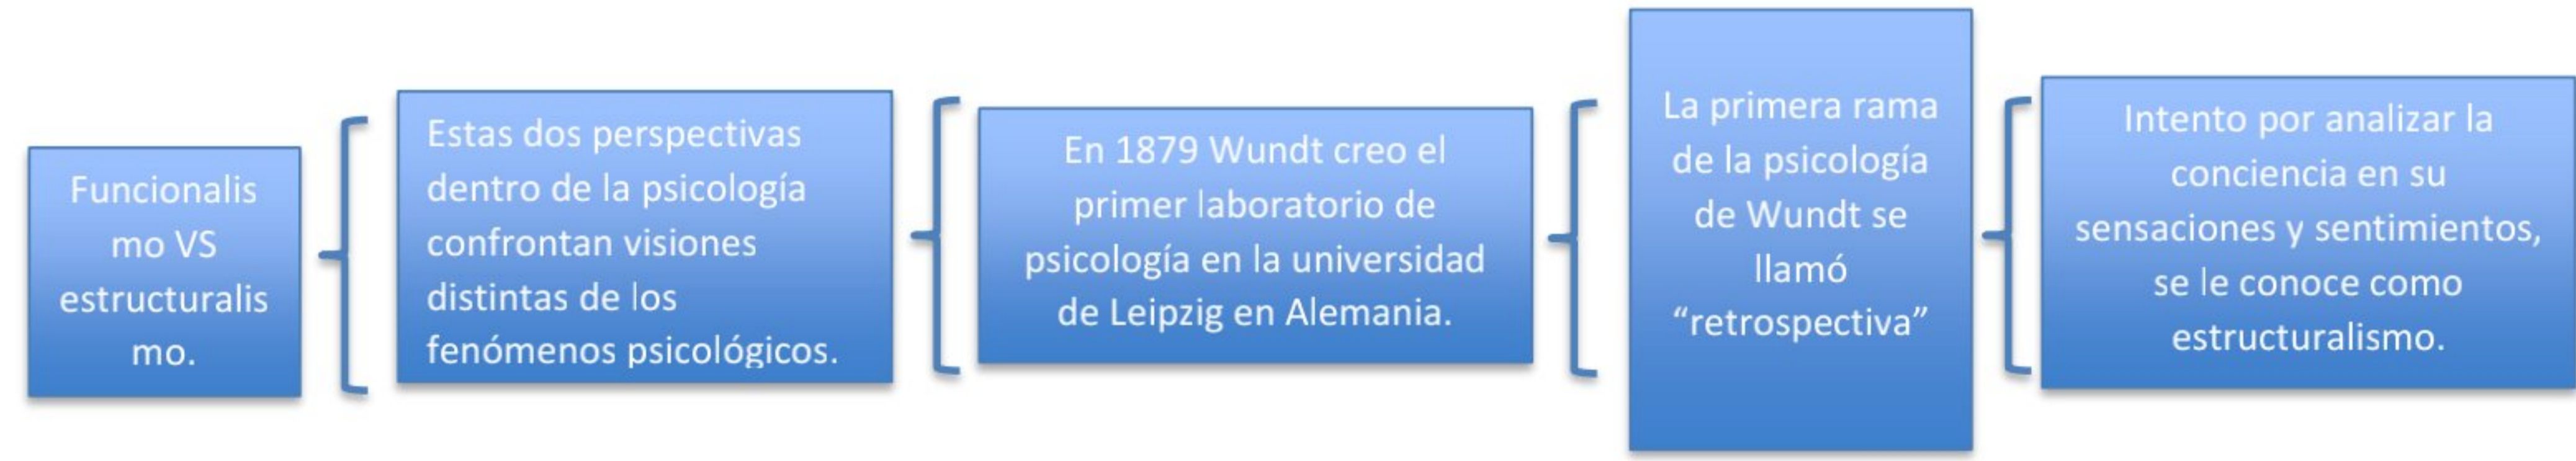 Funcionalis
mo VS
estructuralis
mo.
Estas dos perspectivas
dentro de la psicología
confrontan visiones
distintas de los
fenómenos psicológicos.
En 1879 Wundt creo el
primer laboratorio de
psicología en la universidad
de Leipzig en Alemania.
La primera rama
de la psicología
de Wundt se
llamó
“retrospectiva”
Intento por analizar la
conciencia en su
sensaciones y sentimientos,
se le conoce como
estructuralismo.